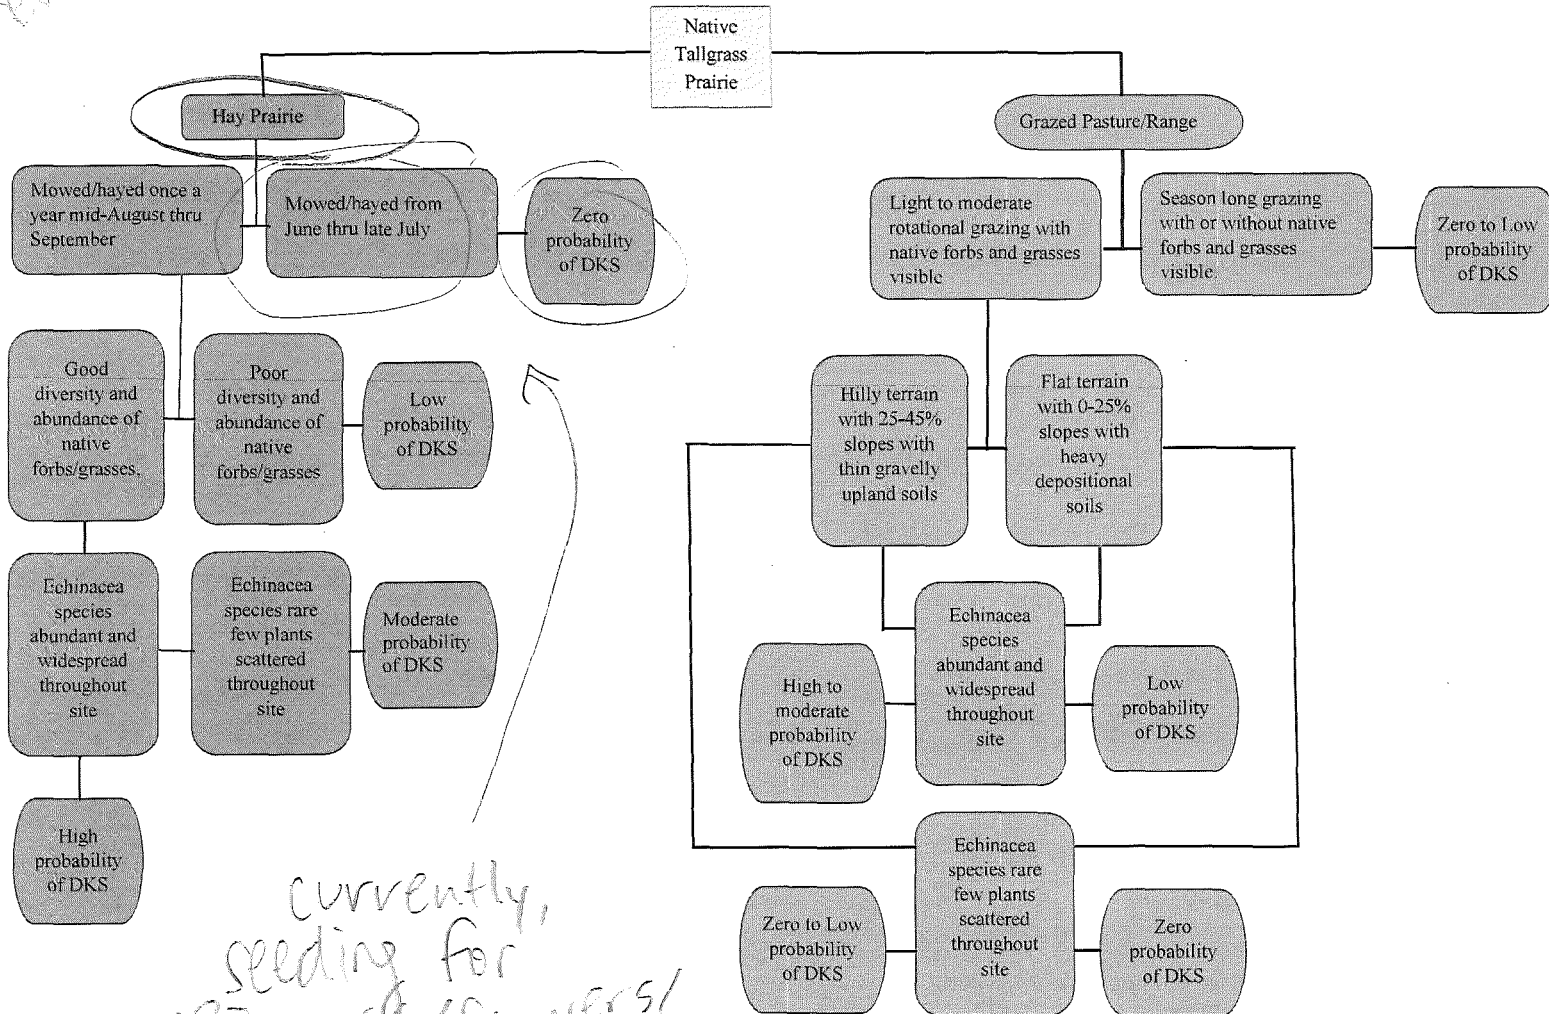 Native
Tallgrass
Prairie
Hay Prairie
Grazed Pasture/Range
Mowed/hayed once a
year mid-August thru
September
Mowed/hayed from
June thru late July
Zero
probability
of DKS
Light to moderate
rotational grazing with
native forbs and grasses
visible
Season long grazing
with or without native
forbs and grasses
visible
Zero to Low
probability
of DKS
Good
diversity and
abundance of
native
forbs/grasses,
Poor
diversity and
abundance of
native
forbs/grasses
Low
probability
of DKS
Hilly terrain
with 25-45%
slopes with
thin gravelly
upland soils
Flat terrain
with 0-25%
slopes with
heavy
depositional
soils
Echinacea
species
abundant and
widespread
throughout
site
Echinacea
species rare
few plants
scattered
throughout
site
Moderate
probability
of DKS
High to
moderate
probability
of DKS
Echinacea
species
abundant and
widespread
throughout
site
Low
probability
of DKS
High
probability
of DKS
Zero to Low
probability
of DKS
Echinacea
species rare
few plants
scattered
throughout
site
Zero
probability
of DKS
currently,
seeding for